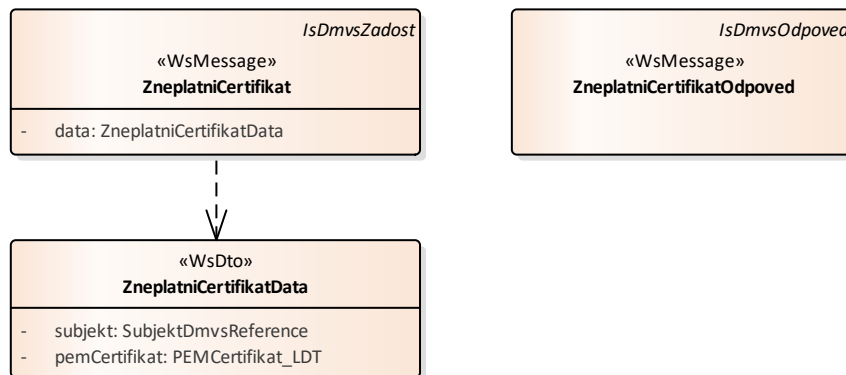 IsDmvsZadost
«WsMessage»
ZneplatniCertifikat
- data: ZneplatniCertifikatData
IsDmvsOdpoved
«WsMessage»
ZneplatniCertifikatOdpoved
«WsDto»
ZneplatniCertifikatData
- subjekt: SubjektDmvsReference
- pemCertifikat: PEMCertifikat_LDT